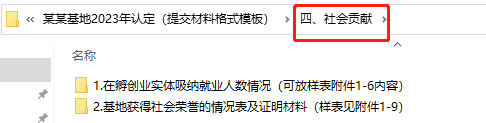 « 某某基地2023年认定（提交材料格式模板） › 四、社会贡献 ›
名称
1.在孵创业实体吸纳就业人数情况（可放样表附件1-6内容）
2.基地获得社会荣誉的情况表及证明材料（样表见附件1-9）